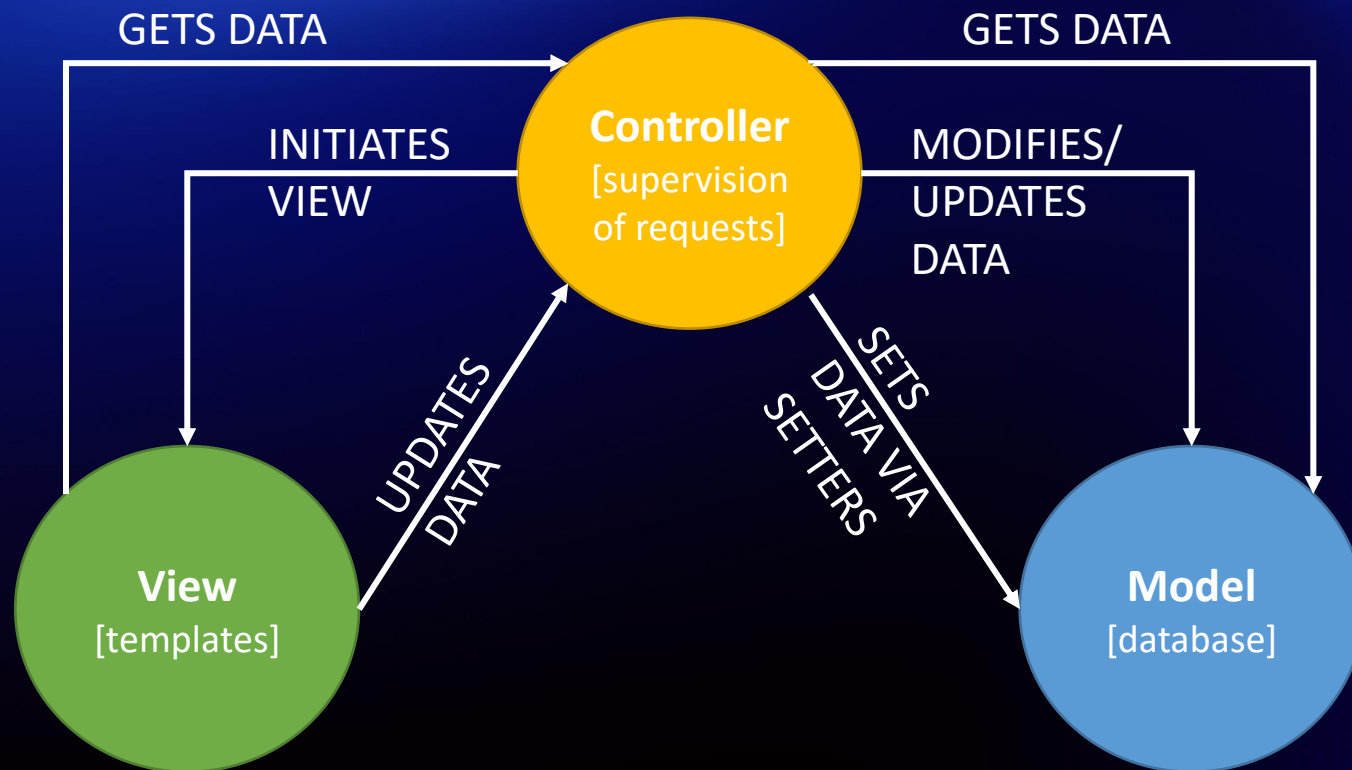 GETS DATA
GETS DATA
Controller
[supervision
of requests]
INITIATES
VIEW
MODIFIES/
UPDATES
DATA
UPDATES
DATA
SETS
DATA VIA
SETTERS
View
[templates]
Model
[database]